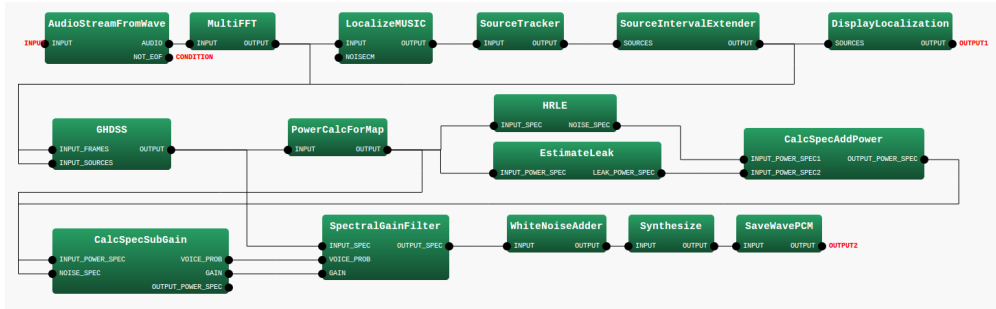 AudioStreamFromWave
INPUT INPUT AUDIO
NOT_EOF CONDITION
MultiFFT
INPUT OUTPUT
LocalizeMUSIC
INPUT OUTPUT
NOISECM
SourceTracker
INPUT OUTPUT
SourceIntervalExtender
SOURCES OUTPUT
DisplayLocalization
SOURCES OUTPUT OUTPUT1
GHDSS
INPUT_FRAMES OUTPUT
INPUT_SOURCES
PowerCalcForMap
INPUT OUTPUT
HRLE
INPUT_SPEC NOISE_SPEC
EstimateLeak
INPUT_POWER_SPEC LEAK_POWER_SPEC
CalcSpecAddPower
INPUT_POWER_SPEC1 OUTPUT_POWER_SPEC
INPUT_POWER_SPEC2
CalcSpecSubGain
INPUT_POWER_SPEC VOICE_PROB
NOISE_SPEC GAIN
OUTPUT_POWER_SPEC
SpectralGainFilter
INPUT_SPEC OUTPUT_SPEC
VOICE_PROB
GAIN
WhiteNoiseAdder
INPUT OUTPUT
Synthesize
INPUT OUTPUT
SaveWavePCM
INPUT OUTPUT OUTPUT2